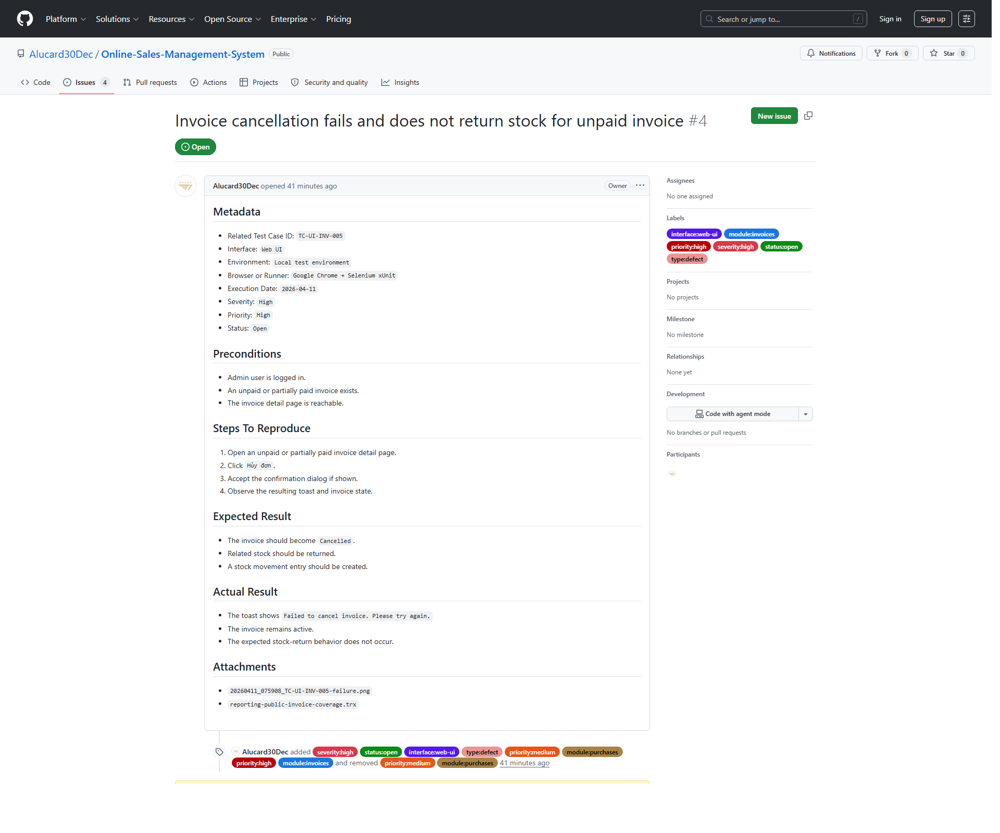 Platform Solutions Resources Open Source Enterprise Pricing Search or jump to... / Sign in Sign up
Alucard30Dec / Online-Sales-Management-System Public Notifications Fork 0 Star 0
Code Issues 4 Pull requests Actions Projects Security and quality Insights
Invoice cancellation fails and does not return stock for unpaid invoice #4
New issue
Open
Alucard30Dec opened 41 minutes ago Owner
Metadata
Related Test Case ID: TC-UI-INV-005
Interface: Web UI
Environment: Local test environment
Browser or Runner: Google Chrome + Selenium xUnit
Execution Date: 2026-04-11
Severity: High
Priority: High
Status: Open
Preconditions
Admin user is logged in.
An unpaid or partially paid invoice exists.
The invoice detail page is reachable.
Steps To Reproduce
1. Open an unpaid or partially paid invoice detail page.
2. Click Hủy đơn.
3. Accept the confirmation dialog if shown.
4. Observe the resulting toast and invoice state.
Expected Result
The invoice should become Cancelled.
Related stock should be returned.
A stock movement entry should be created.
Actual Result
The toast shows Failed to cancel invoice. Please try again.
The invoice remains active.
The expected stock-return behavior does not occur.
Attachments
20260411_075908_TC-UI-INV-005-failure.png
reporting-public-invoice-coverage.trx
Alucard30Dec added severity:high status:open interface:web-ui type:defect priority:medium module:purchases
priority:high module:invoices and removed priority:medium module:purchases 41 minutes ago
Assignees
No one assigned
Labels
interface:web-ui module:invoices
priority:high severity:high status:open
type:defect
Projects
No projects
Milestone
No milestone
Relationships
None yet
Development
Code with agent mode
No branches or pull requests
Participants